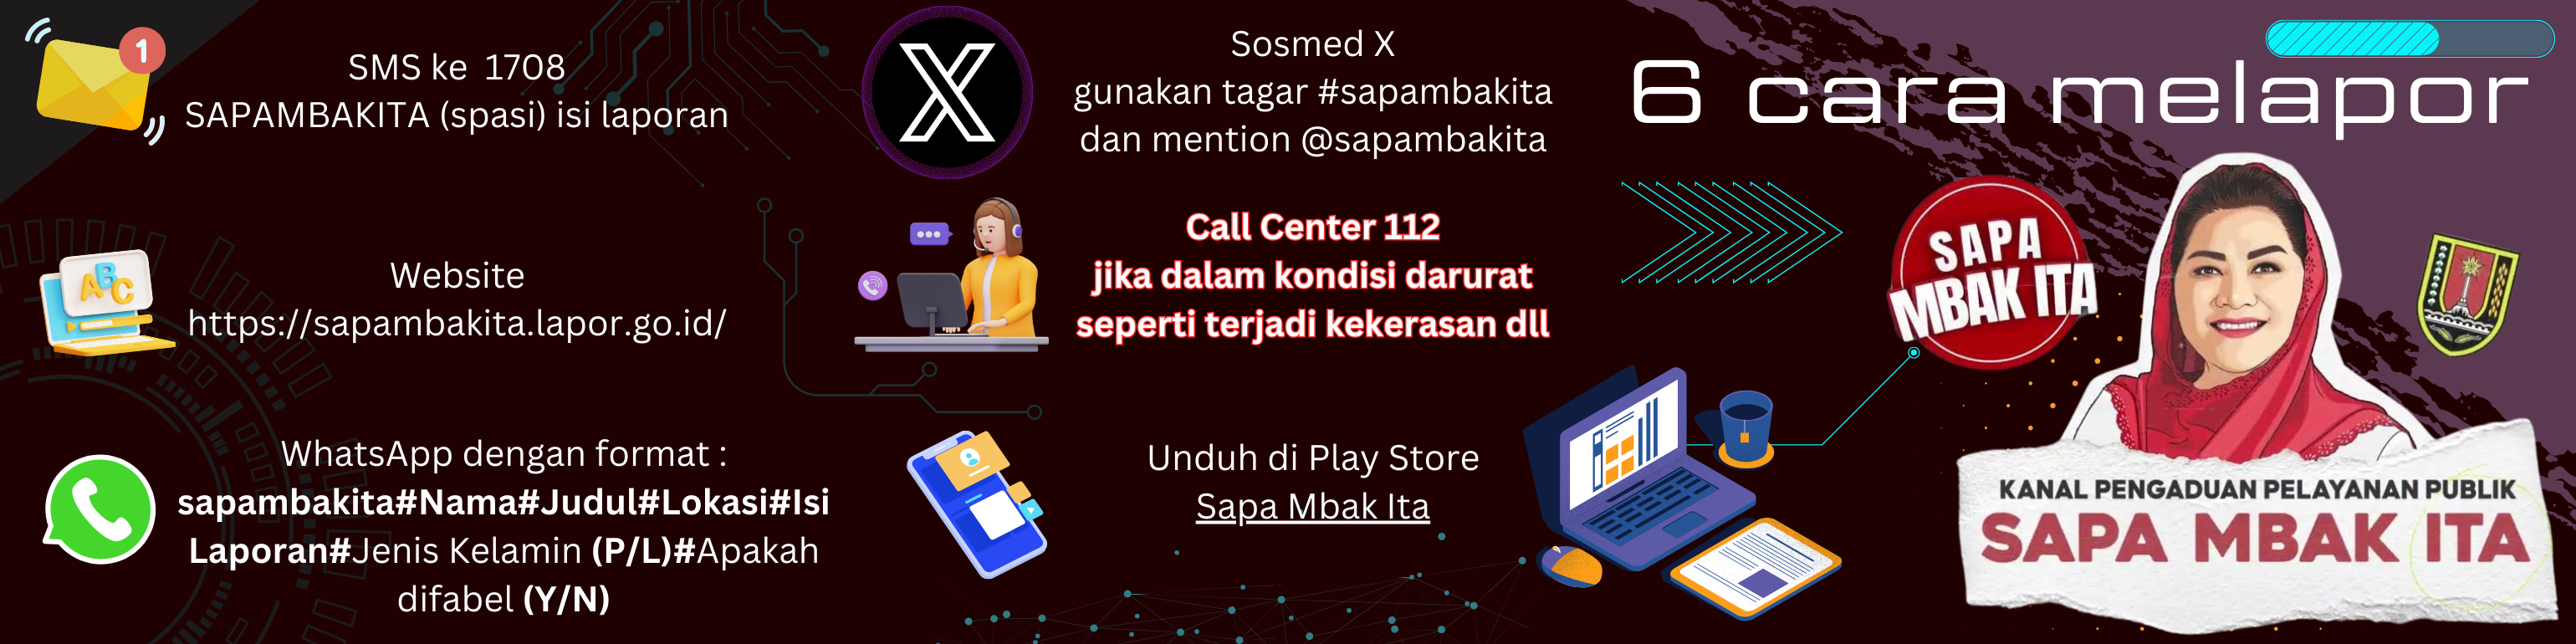 1
SMS ke 1708
SAPAMBAKITA (spasi) isi laporan
Website
https://sapambakita.lapor.go.id/
WhatsApp dengan format :
sapambakita#Nama#Judul#Lokasi#Isi
Laporan#Jenis Kelamin (P/L)#Apakah
difabel (Y/N)
Sosmed X
gunakan tagar #sapambakita
dan mention @sapambakita
Call Center 112
jika dalam kondisi darurat
seperti terjadi kekerasan dll
Unduh di Play Store
Sapa Mbak Ita
6 cara melapor
SAPA
MBAK ITA
KANAL PENGADUAN PELAYANAN PUBLIK
SAPA MBAK ITA
ABC